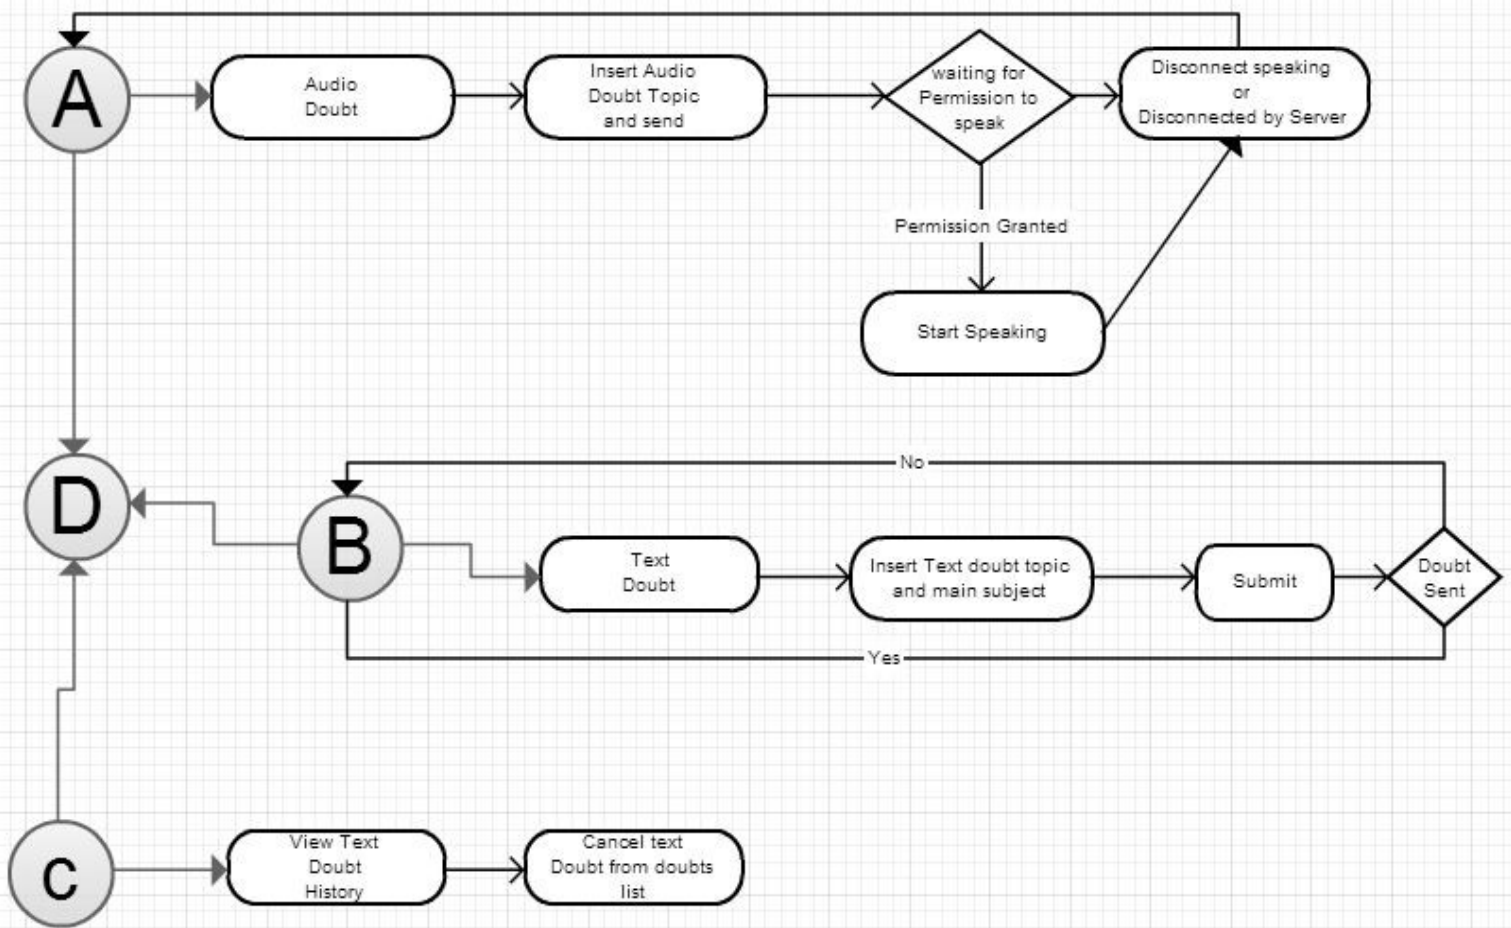 A
Audio
Doubt
Insert Audio
Doubt Topic
and send
waiting for
Permission to
speak
Disconnect speaking
or
Disconnected by Server
Permission Granted
Start Speaking
D
No
B
Text
Doubt
Insert Text doubt topic
and main subject
Submit
Doubt
Sent
Yes
c
View Text
Doubt
History
Cancel text
Doubt from doubts
list